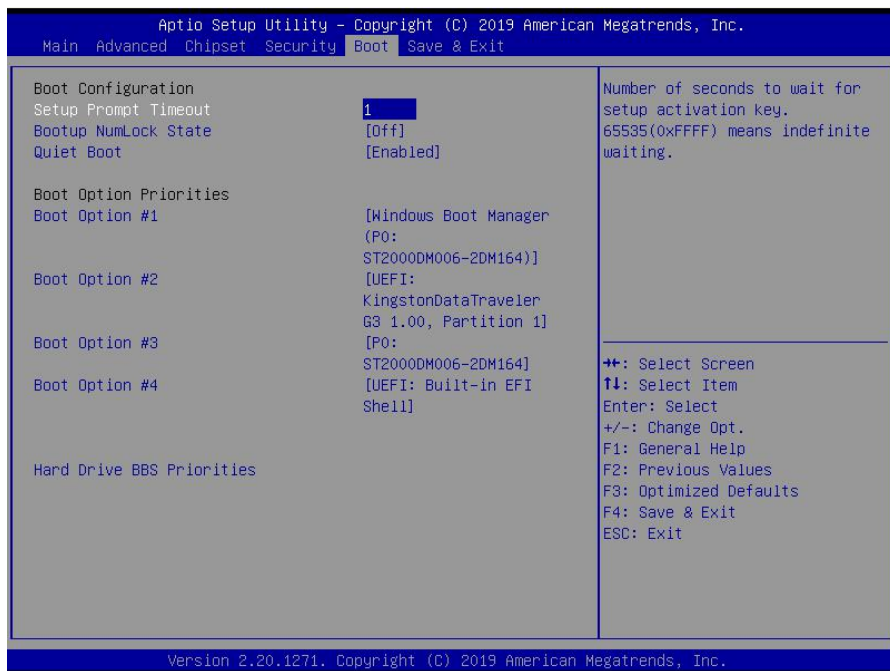 Aptio Setup Utility – Copyright (C) 2019 American Megatrends, Inc.
Main Advanced Chipset Security Boot Save & Exit
Boot Configuration
Setup Prompt Timeout 1
Bootup NumLock State [Off]
Quiet Boot [Enabled]
Boot Option Priorities
Boot Option #1 [Windows Boot Manager
(P0:
ST2000DM006-2DM164)]
Boot Option #2 [UEFI:
KingstonDataTraveler
G3 1.00, Partition 1]
Boot Option #3 [P0:
ST2000DM006-2DM164]
Boot Option #4 [UEFI: Built-in EFI
Shell]
Hard Drive BBS Priorities
Number of seconds to wait for
setup activation key.
65535(0xFFFF) means indefinite
waiting.
→←: Select Screen
↑↓: Select Item
Enter: Select
+/-: Change Opt.
F1: General Help
F2: Previous Values
F3: Optimized Defaults
F4: Save & Exit
ESC: Exit
Version 2.20.1271. Copyright (C) 2019 American Megatrends, Inc.